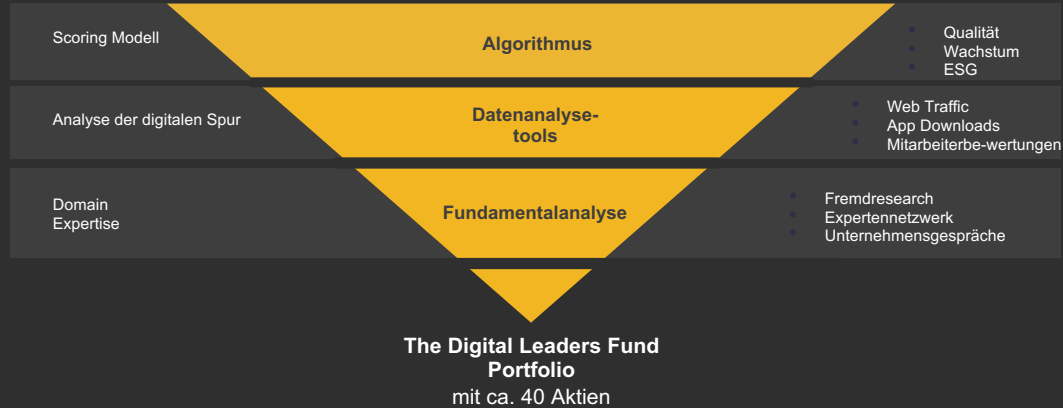 Scoring Modell
Algorithmus
Qualität
Wachstum
ESG
Analyse der digitalen Spur
Datenanalyse-
tools
Web Traffic
App Downloads
Mitarbeiterbe-wertungen
Domain
Expertise
Fundamentalanalyse
Fremdresearch
Expertennetzwerk
Unternehmensgespräche
The Digital Leaders Fund
Portfolio
mit ca. 40 Aktien